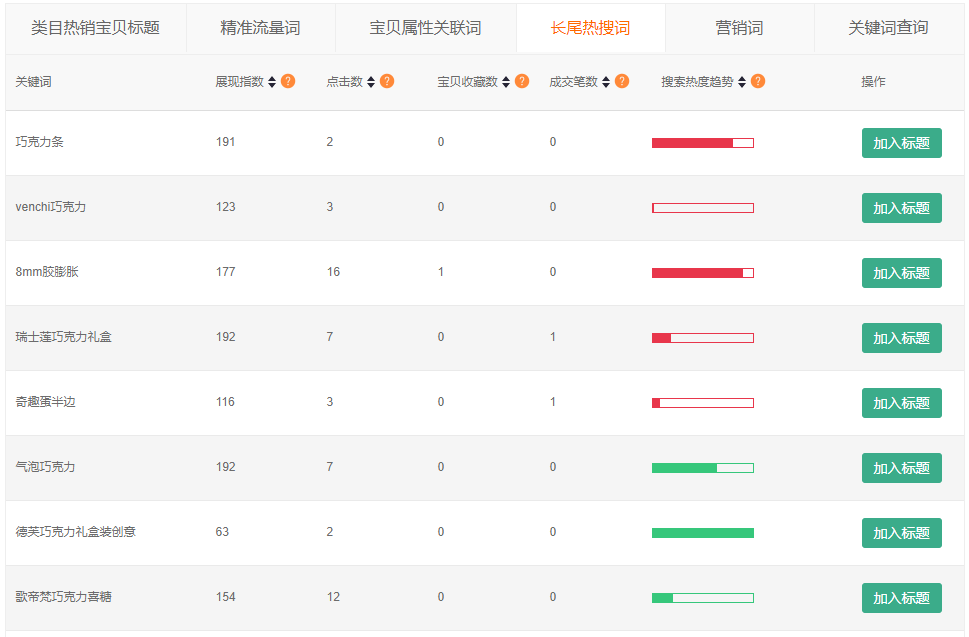 类目热销宝贝标题 精准流量词 宝贝属性关联词 长尾热搜词 营销词 关键词查询
关键词 展现指数 ? 点击数 ? 宝贝收藏数 ? 成交笔数 ? 搜索热度趋势 ? 操作
巧克力条 191 2 0 0 加入标题
venchi巧克力 123 3 0 0 加入标题
8mm胶膨胀 177 16 1 0 加入标题
瑞士莲巧克力礼盒 192 7 0 1 加入标题
奇趣蛋半边 116 3 0 1 加入标题
气泡巧克力 192 7 0 0 加入标题
德芙巧克力礼盒装创意 63 2 0 0 加入标题
歌帝梵巧克力喜糖 154 12 0 0 加入标题